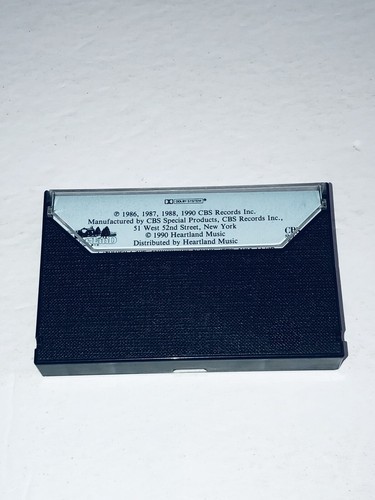 DOLBY SYSTEM
℗ 1986, 1987, 1988, 1990 CBS Records Inc.
Manufactured by CBS Special Products, CBS Records Inc.,
51 West 52nd Street, New York
© 1990 Heartland Music
Distributed by Heartland Music